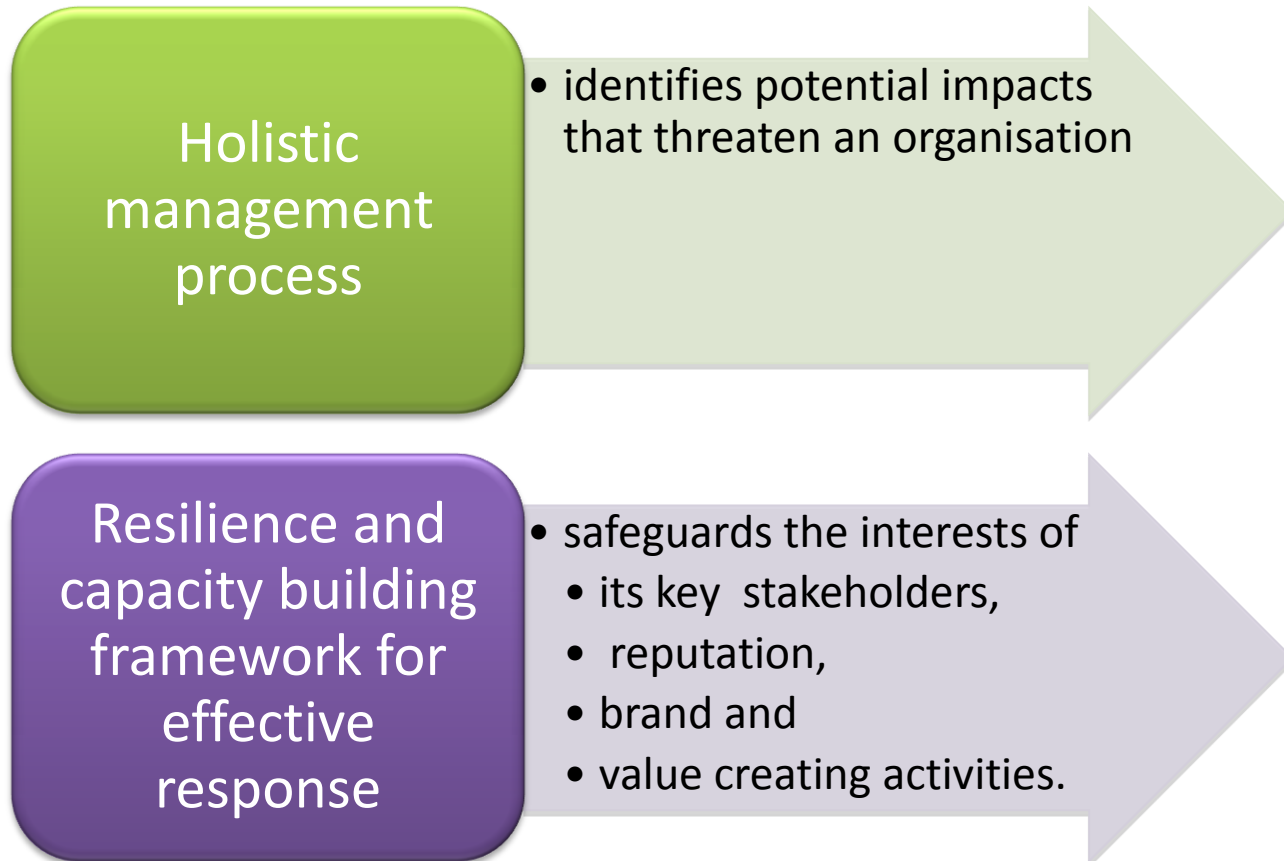 Holistic
management
process
• identifies potential impacts
that threaten an organisation
Resilience and
capacity building
framework for
effective
response
• safeguards the interests of
• its key  stakeholders,
•  reputation,
• brand and
• value creating activities.